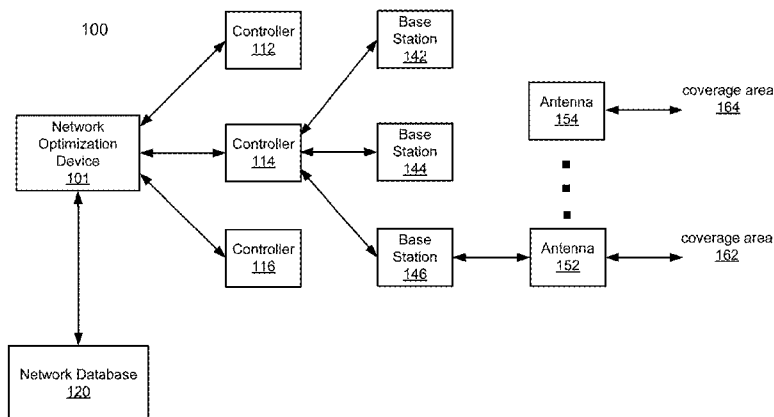 100
Controller
112
Base
Station
142
Antenna
154
coverage area
164
Network
Optimization
Device
101
Controller
114
Base
Station
144
Controller
116
Base
Station
146
Antenna
152
coverage area
162
Network Database
120